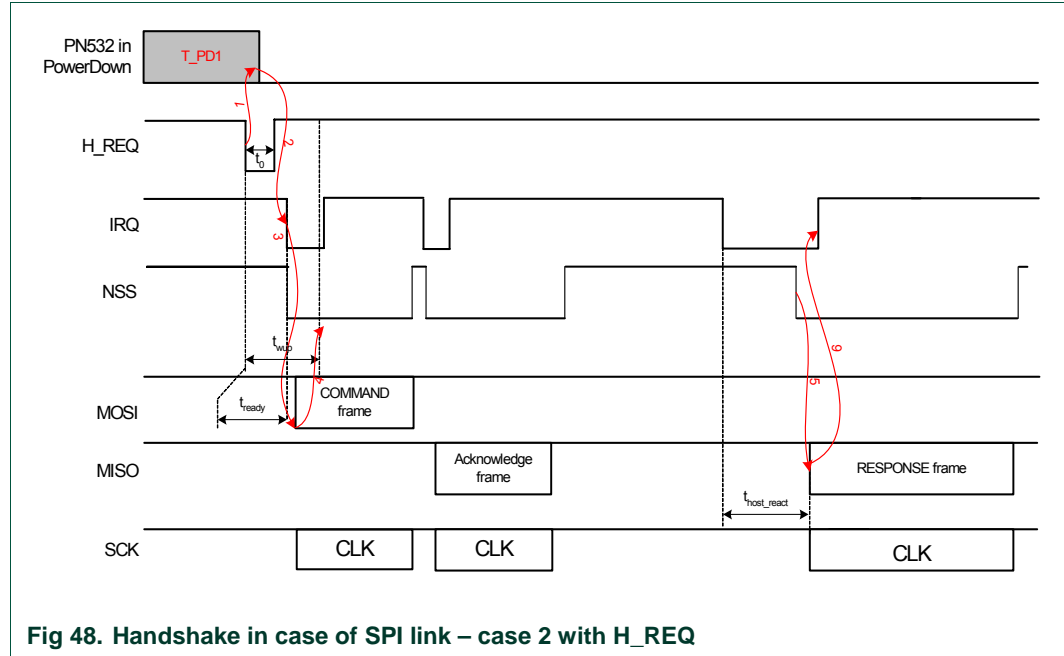 PN532 in
PowerDown
T_PD1
1
2
H_REQ
t0
IRQ
3
NSS
twup
4
5
9
COMMAND
frame
tready
MOSI
Acknowledge
frame
MISO
RESPONSE frame
thost_react
SCK
CLK
CLK
CLK
Fig 48. Handshake in case of SPI link – case 2 with H_REQ